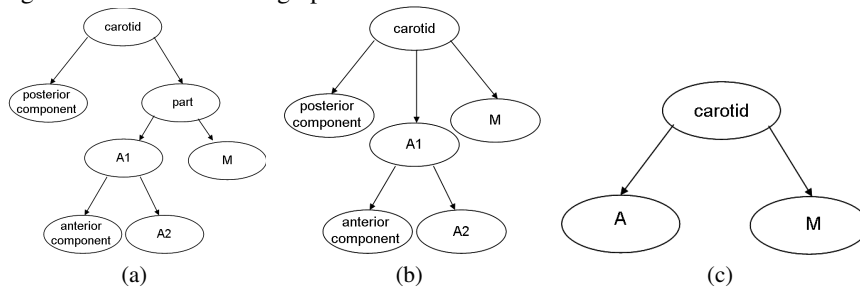 carotid
posterior
component
part
A1
M
anterior
component
A2
(a)
carotid
posterior
component
M
A1
anterior
component
A2
(b)
carotid
A
M
(c)